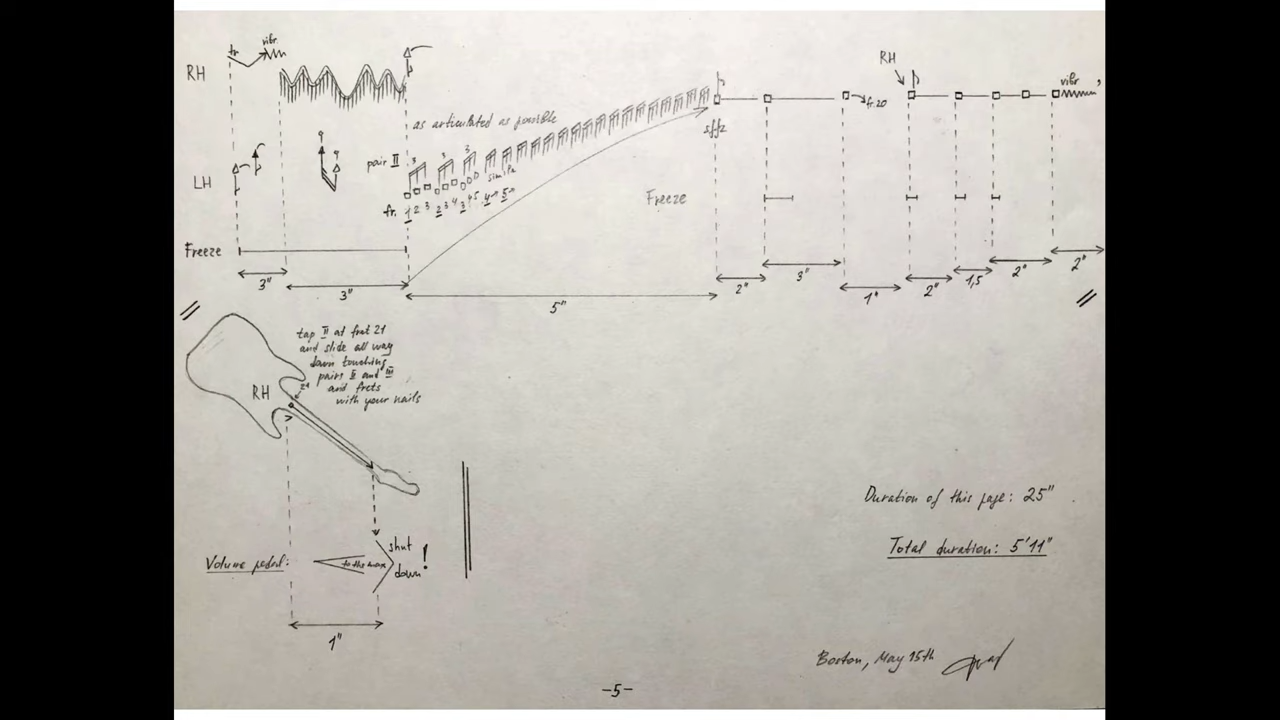 tr vibr.
RH
RH
vibr ,
fr. 20
as articulated as possible
sffz
pair II 3 3 3
simile
LH
fr. 1 2 3 2 3 4 3 4 5 4 5
Freeze
Freeze
3" 3" 5" 2" 3" 1" 2" 1,5 2" 2"
tap II at fret 21
and slide all way
down touching
pairs II and III
and frets
with your nails
21
RH
Duration of this page: 25"
Total duration: 5'11"
shut
down!
Volume pedal: to the max
1"
Boston, May 15th
-5-